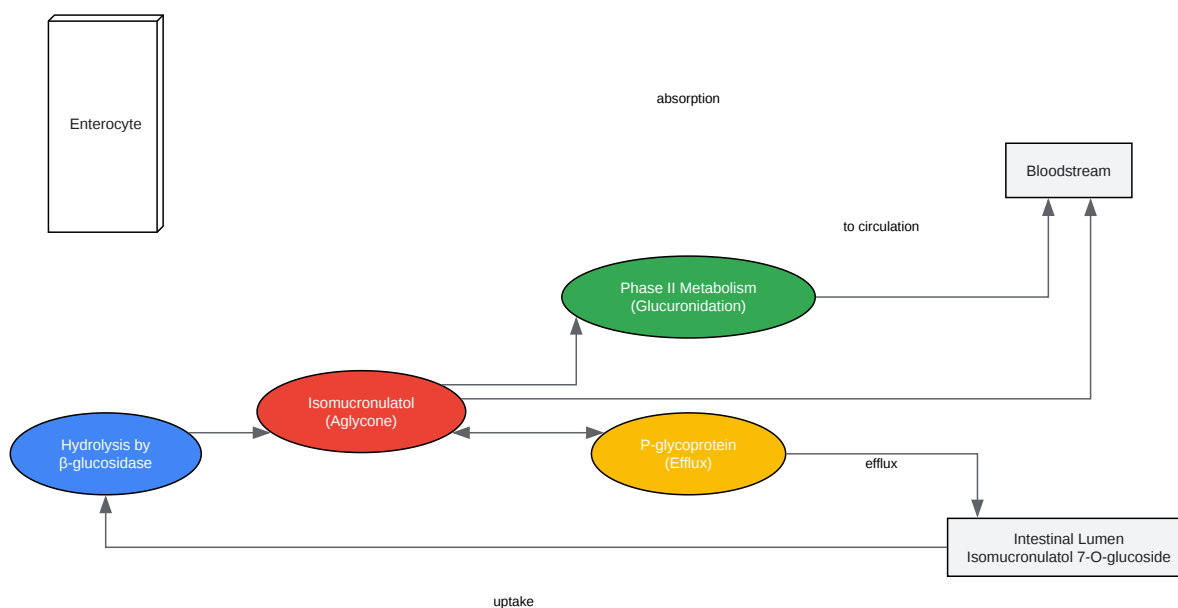 absorption
Enterocyte
Bloodstream
to circulation
Phase II Metabolism
(Glucuronidation)
Isomucronulatol
(Aglycone)
Hydrolysis by
β-glucosidase
P-glycoprotein
(Efflux)
efflux
Intestinal Lumen
Isomucronulatol 7-O-glucoside
uptake